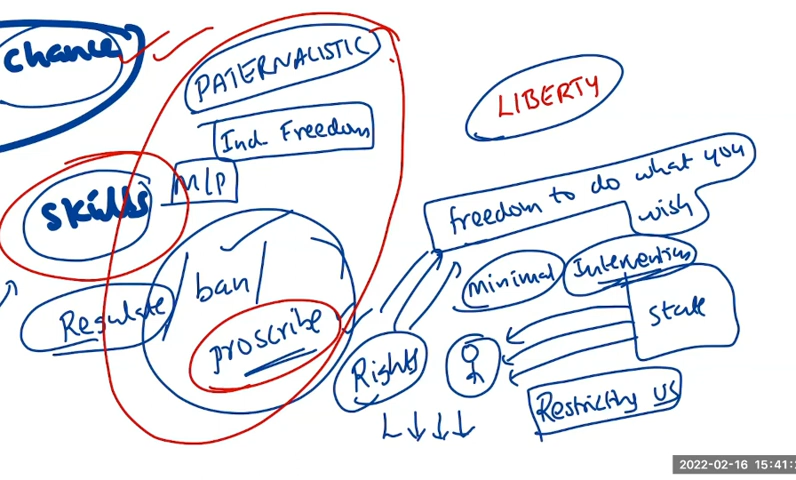 chance
PATERNALISTIC
Ind. Freedom
M/P
skills
ban
Regulate
proscribe
LIBERTY
freedom to do what you
wish
minimal Intervention
state
Rights
Restricting us
2022-02-16 15:41:2